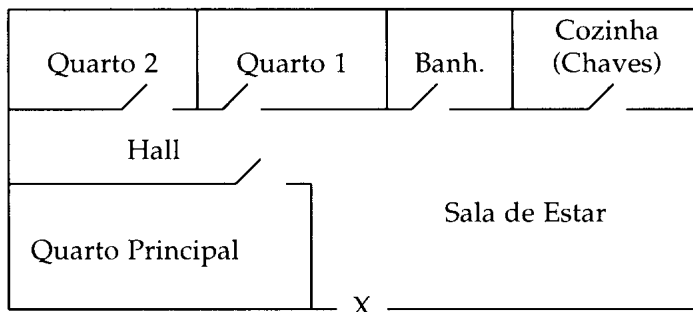 Quarto 2
Quarto 1
Banh.
Cozinha
(Chaves)
Hall
Sala de Estar
Quarto Principal
X